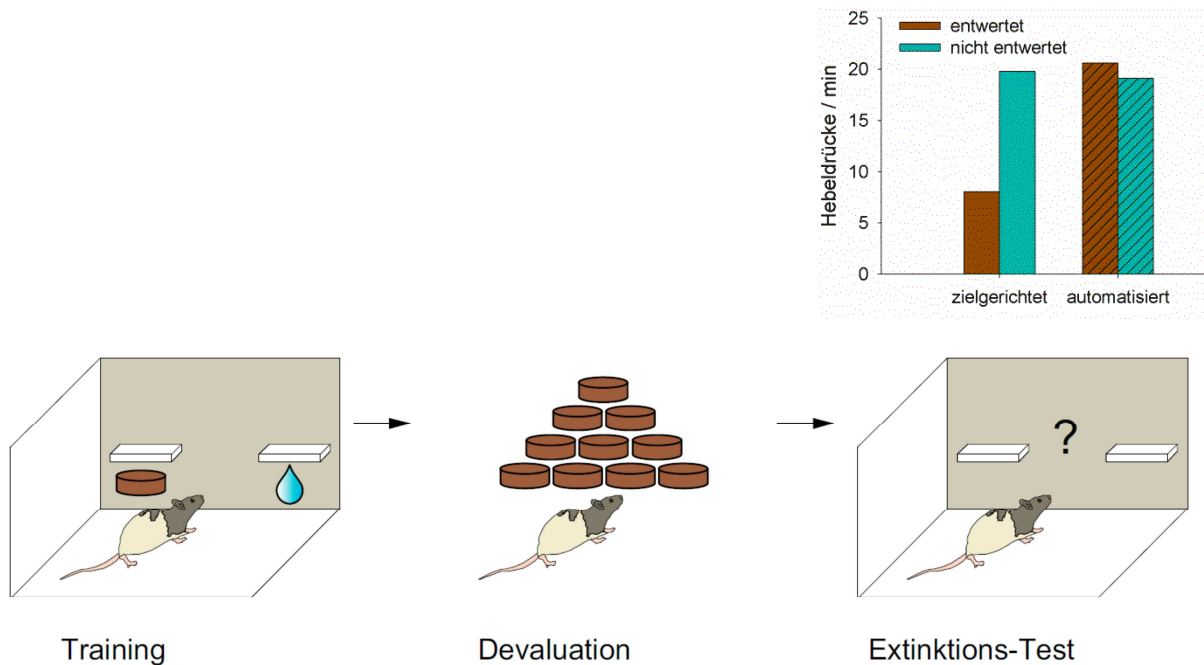 25
20
15
10
5
0
Hebeldrücke / min
entwertet
nicht entwertet
zielgerichtet automatisiert
?
Training Devaluation Extinktions-Test